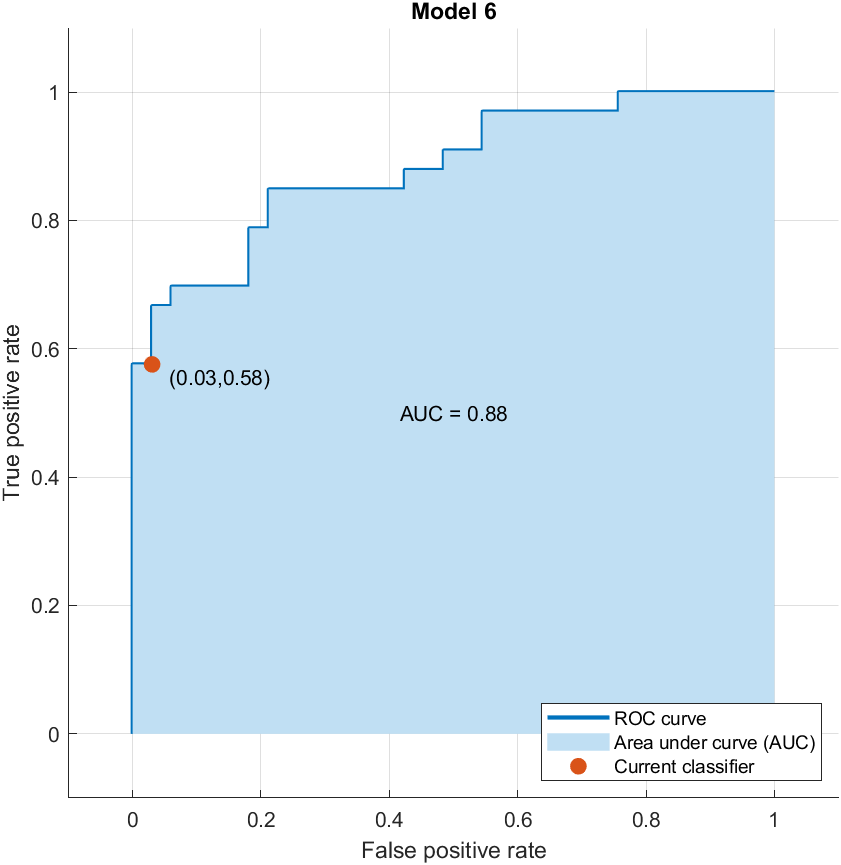 Model 6
True positive rate
1
0.8
0.6
0.4
0.2
0
(0.03,0.58)
AUC = 0.88
ROC curve
Area under curve (AUC)
Current classifier
0 0.2 0.4 0.6 0.8 1
False positive rate